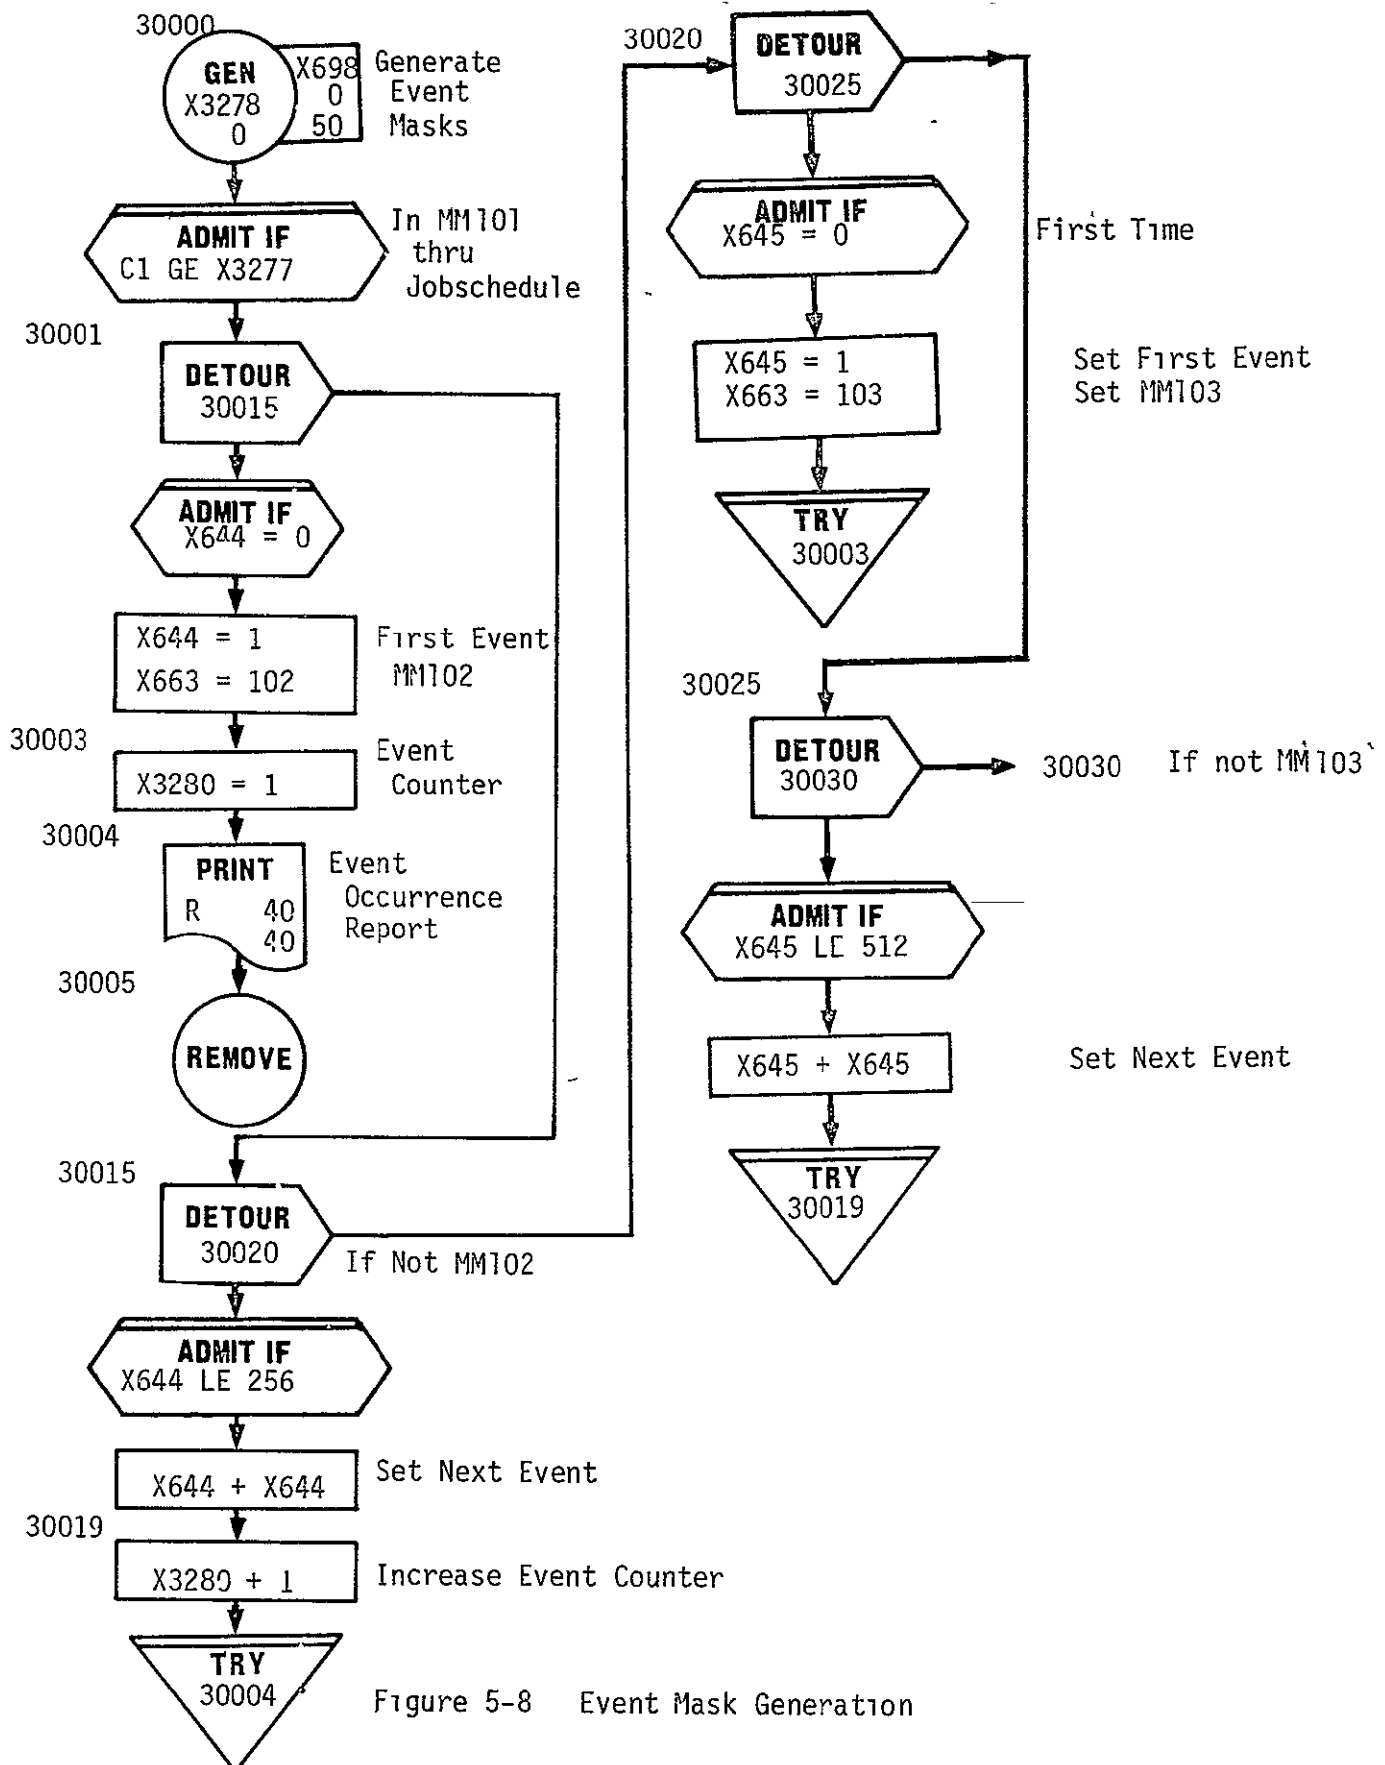 30000
GEN
X3278
0
X698
0
50
Generate
Event
Masks
ADMIT IF
C1 GE X3277
In MM101
thru
Jobschedule
30001
DETOUR
30015
ADMIT IF
X644 = 0
X644 = 1
X663 = 102
First Event
MM102
30003
X3280 = 1
Event
Counter
30004
PRINT
R 40
40
Event
Occurrence
Report
30005
REMOVE
30015
DETOUR
30020
If Not MM102
ADMIT IF
X644 LE 256
X644 + X644
Set Next Event
30019
X3280 + 1
Increase Event Counter
TRY
30004
30020
DETOUR
30025
ADMIT IF
X645 = 0
First Time
X645 = 1
X663 = 103
Set First Event
Set MM103
TRY
30003
30025
DETOUR
30030
30030 If not MM103
ADMIT IF
X645 LE 512
X645 + X645
Set Next Event
TRY
30019
Figure 5-8 Event Mask Generation